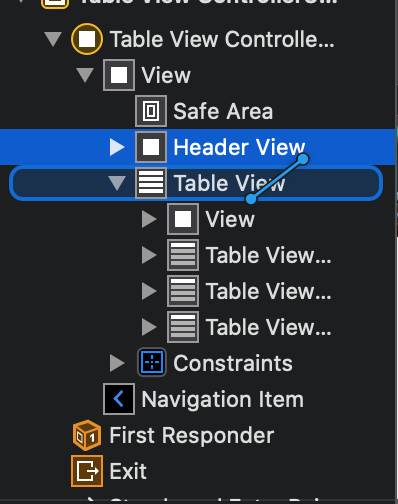 Table View Controlle...
View
Safe Area
Header View
Table View
View
Table View...
Table View...
Table View...
Constraints
Navigation Item
First Responder
Exit